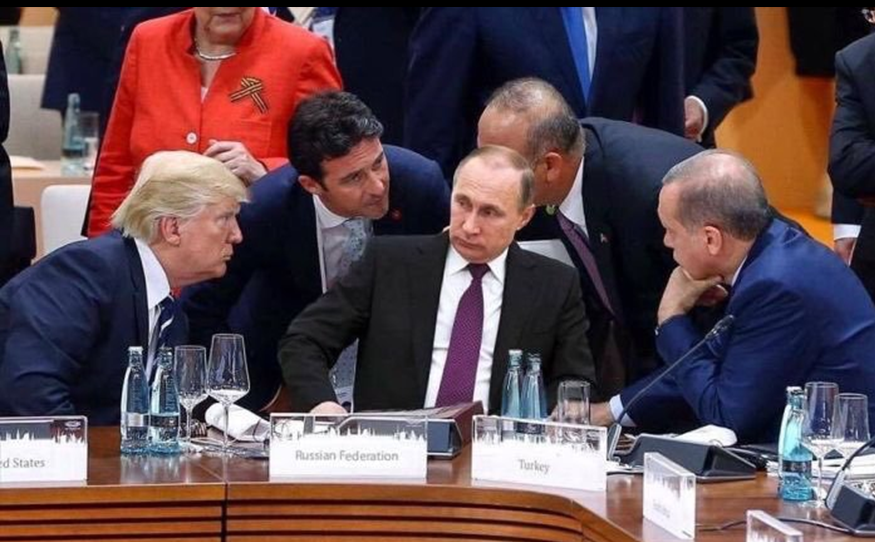 ed States
Russian Federation
Turkey